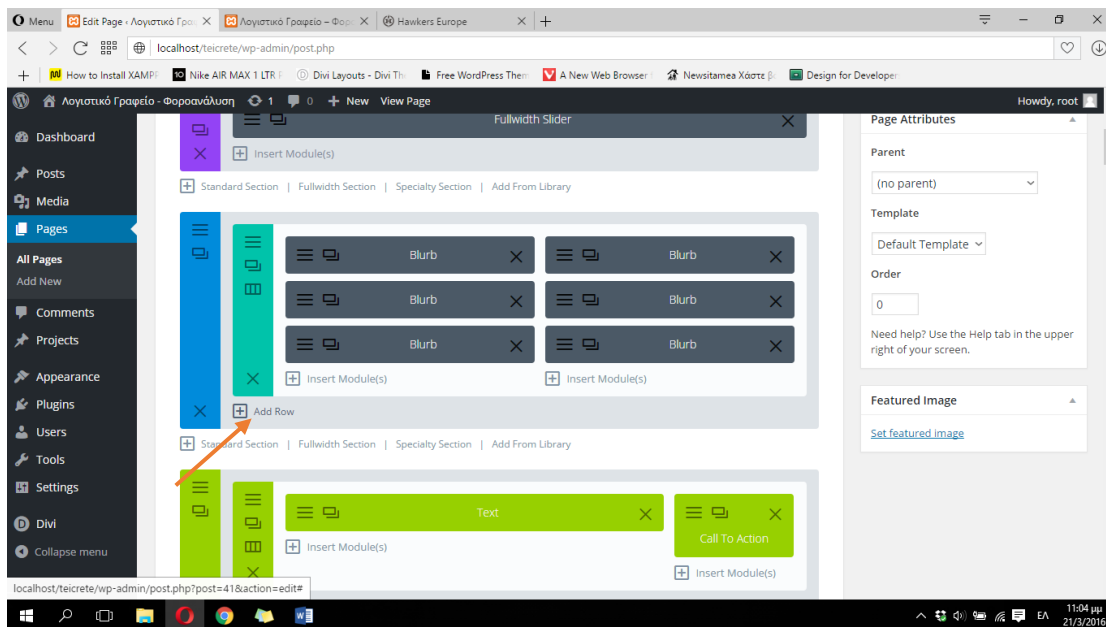 Menu
Edit Page ‹ Λογιστικό Γρα
Λογιστικό Γραφείο – Φορο
Hawkers Europe
localhost/teicrete/wp-admin/post.php
How to Install XAMPP
Nike AIR MAX 1 LTR
Divi Layouts - Divi Th
Free WordPress Them
A New Web Browser
Newsitamea Χάστε β
Design for Developer
Λογιστικό Γραφείο - Φοροανάλυση
1
0
+ New
View Page
Howdy, root
Dashboard
Posts
Media
Pages
All Pages
Add New
Comments
Projects
Appearance
Plugins
Users
Tools
Settings
Divi
Collapse menu
Fullwidth Slider
Insert Module(s)
Standard Section | Fullwidth Section | Specialty Section | Add From Library
Blurb
Blurb
Blurb
Blurb
Blurb
Blurb
Insert Module(s)
Insert Module(s)
Add Row
Standard Section | Fullwidth Section | Specialty Section | Add From Library
Text
Call To Action
Insert Module(s)
Insert Module(s)
Page Attributes
Parent
(no parent)
Template
Default Template
Order
0
Need help? Use the Help tab in the upper
right of your screen.
Featured Image
Set featured image
localhost/teicrete/wp-admin/post.php?post=41&action=edit#
ΕΛ
11:04 μμ
21/3/2016